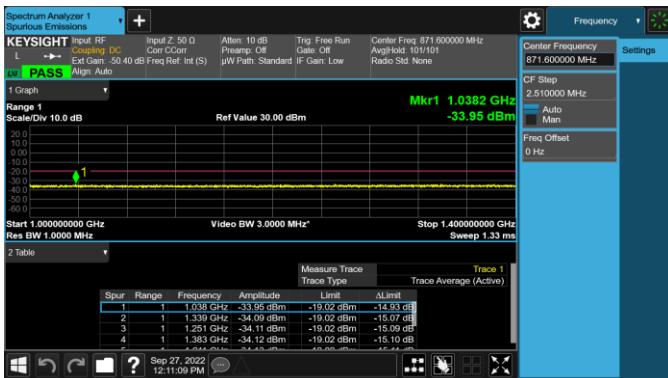 Spectrum Analyzer 1
Spurious Emissions
Frequency
KEYSIGHT Input: RF Input Z: 50 Ω Atten: 10 dB Trig: Free Run Center Freq: 871.600000 MHz
Coupling: DC Corr CCorr Preamp: Off Gate: Off Avg|Hold: 101/101
L Ext Gain: -50.40 dB Freq Ref: Int (S) µW Path: Standard IF Gain: Low Radio Std: None
PASS Align: Auto
Center Frequency
871.600000 MHz
Settings
CF Step
2.510000 MHz
Auto
Man
Freq Offset
0 Hz
1 Graph
Mkr1 1.0382 GHz
Range 1
Scale/Div 10.0 dB Ref Value 30.00 dBm -33.95 dBm
20.0
10.0
0.00
-10.0
-20.0
1
-30.0
-40.0
-50.0
-60.0
Start 1.000000000 GHz Video BW 3.0000 MHz* Stop 1.400000000 GHz
Res BW 1.0000 MHz Sweep 1.33 ms
2 Table
Measure Trace Trace 1
Trace Type Trace Average (Active)
Spur Range Frequency Amplitude Limit ΔLimit
1 1 1.038 GHz -33.95 dBm -19.02 dBm -14.93 dB
2 1 1.339 GHz -34.09 dBm -19.02 dBm -15.07 dB
3 1 1.251 GHz -34.11 dBm -19.02 dBm -15.09 dB
4 1 1.383 GHz -34.12 dBm -19.02 dBm -15.10 dB
?
Sep 27, 2022
12:11:09 PM